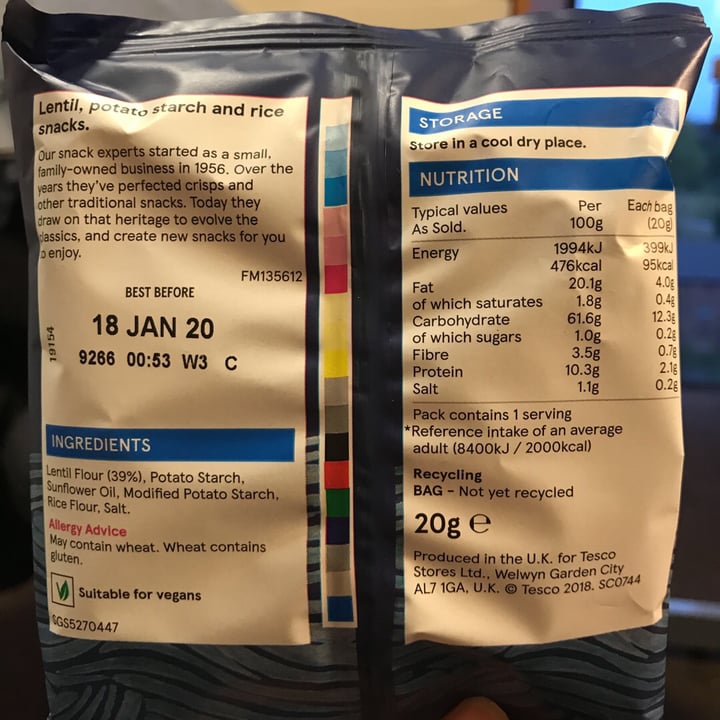 Lentil, potato starch and rice
snacks.
Our snack experts started as a small,
family-owned business in 1956. Over the
years they've perfected crisps and
other traditional snacks. Today they
draw on that heritage to evolve the
classics, and create new snacks for you
to enjoy.
FM135612
BEST BEFORE
18 JAN 20
9266 00:53 W3 C
19154
INGREDIENTS
Lentil Flour (39%), Potato Starch,
Sunflower Oil, Modified Potato Starch,
Rice Flour, Salt.
Allergy Advice
May contain wheat. Wheat contains
gluten.
Suitable for vegans
SGS5270447
STORAGE
Store in a cool dry place.
NUTRITION
Typical values Per Each bag
As Sold. 100g (20g)
Energy 1994kJ 399kJ
476kcal 95kcal
Fat 20.1g 4.0g
of which saturates 1.8g 0.4g
Carbohydrate 61.6g 12.3g
of which sugars 1.0g 0.2g
Fibre 3.5g 0.7g
Protein 10.3g 2.1g
Salt 1.1g 0.2g
Pack contains 1 serving
*Reference intake of an average
adult (8400kJ / 2000kcal)
Recycling
BAG - Not yet recycled
20g ℮
Produced in the U.K. for Tesco
Stores Ltd., Welwyn Garden City
AL7 1GA, U.K. © Tesco 2018. SC0744